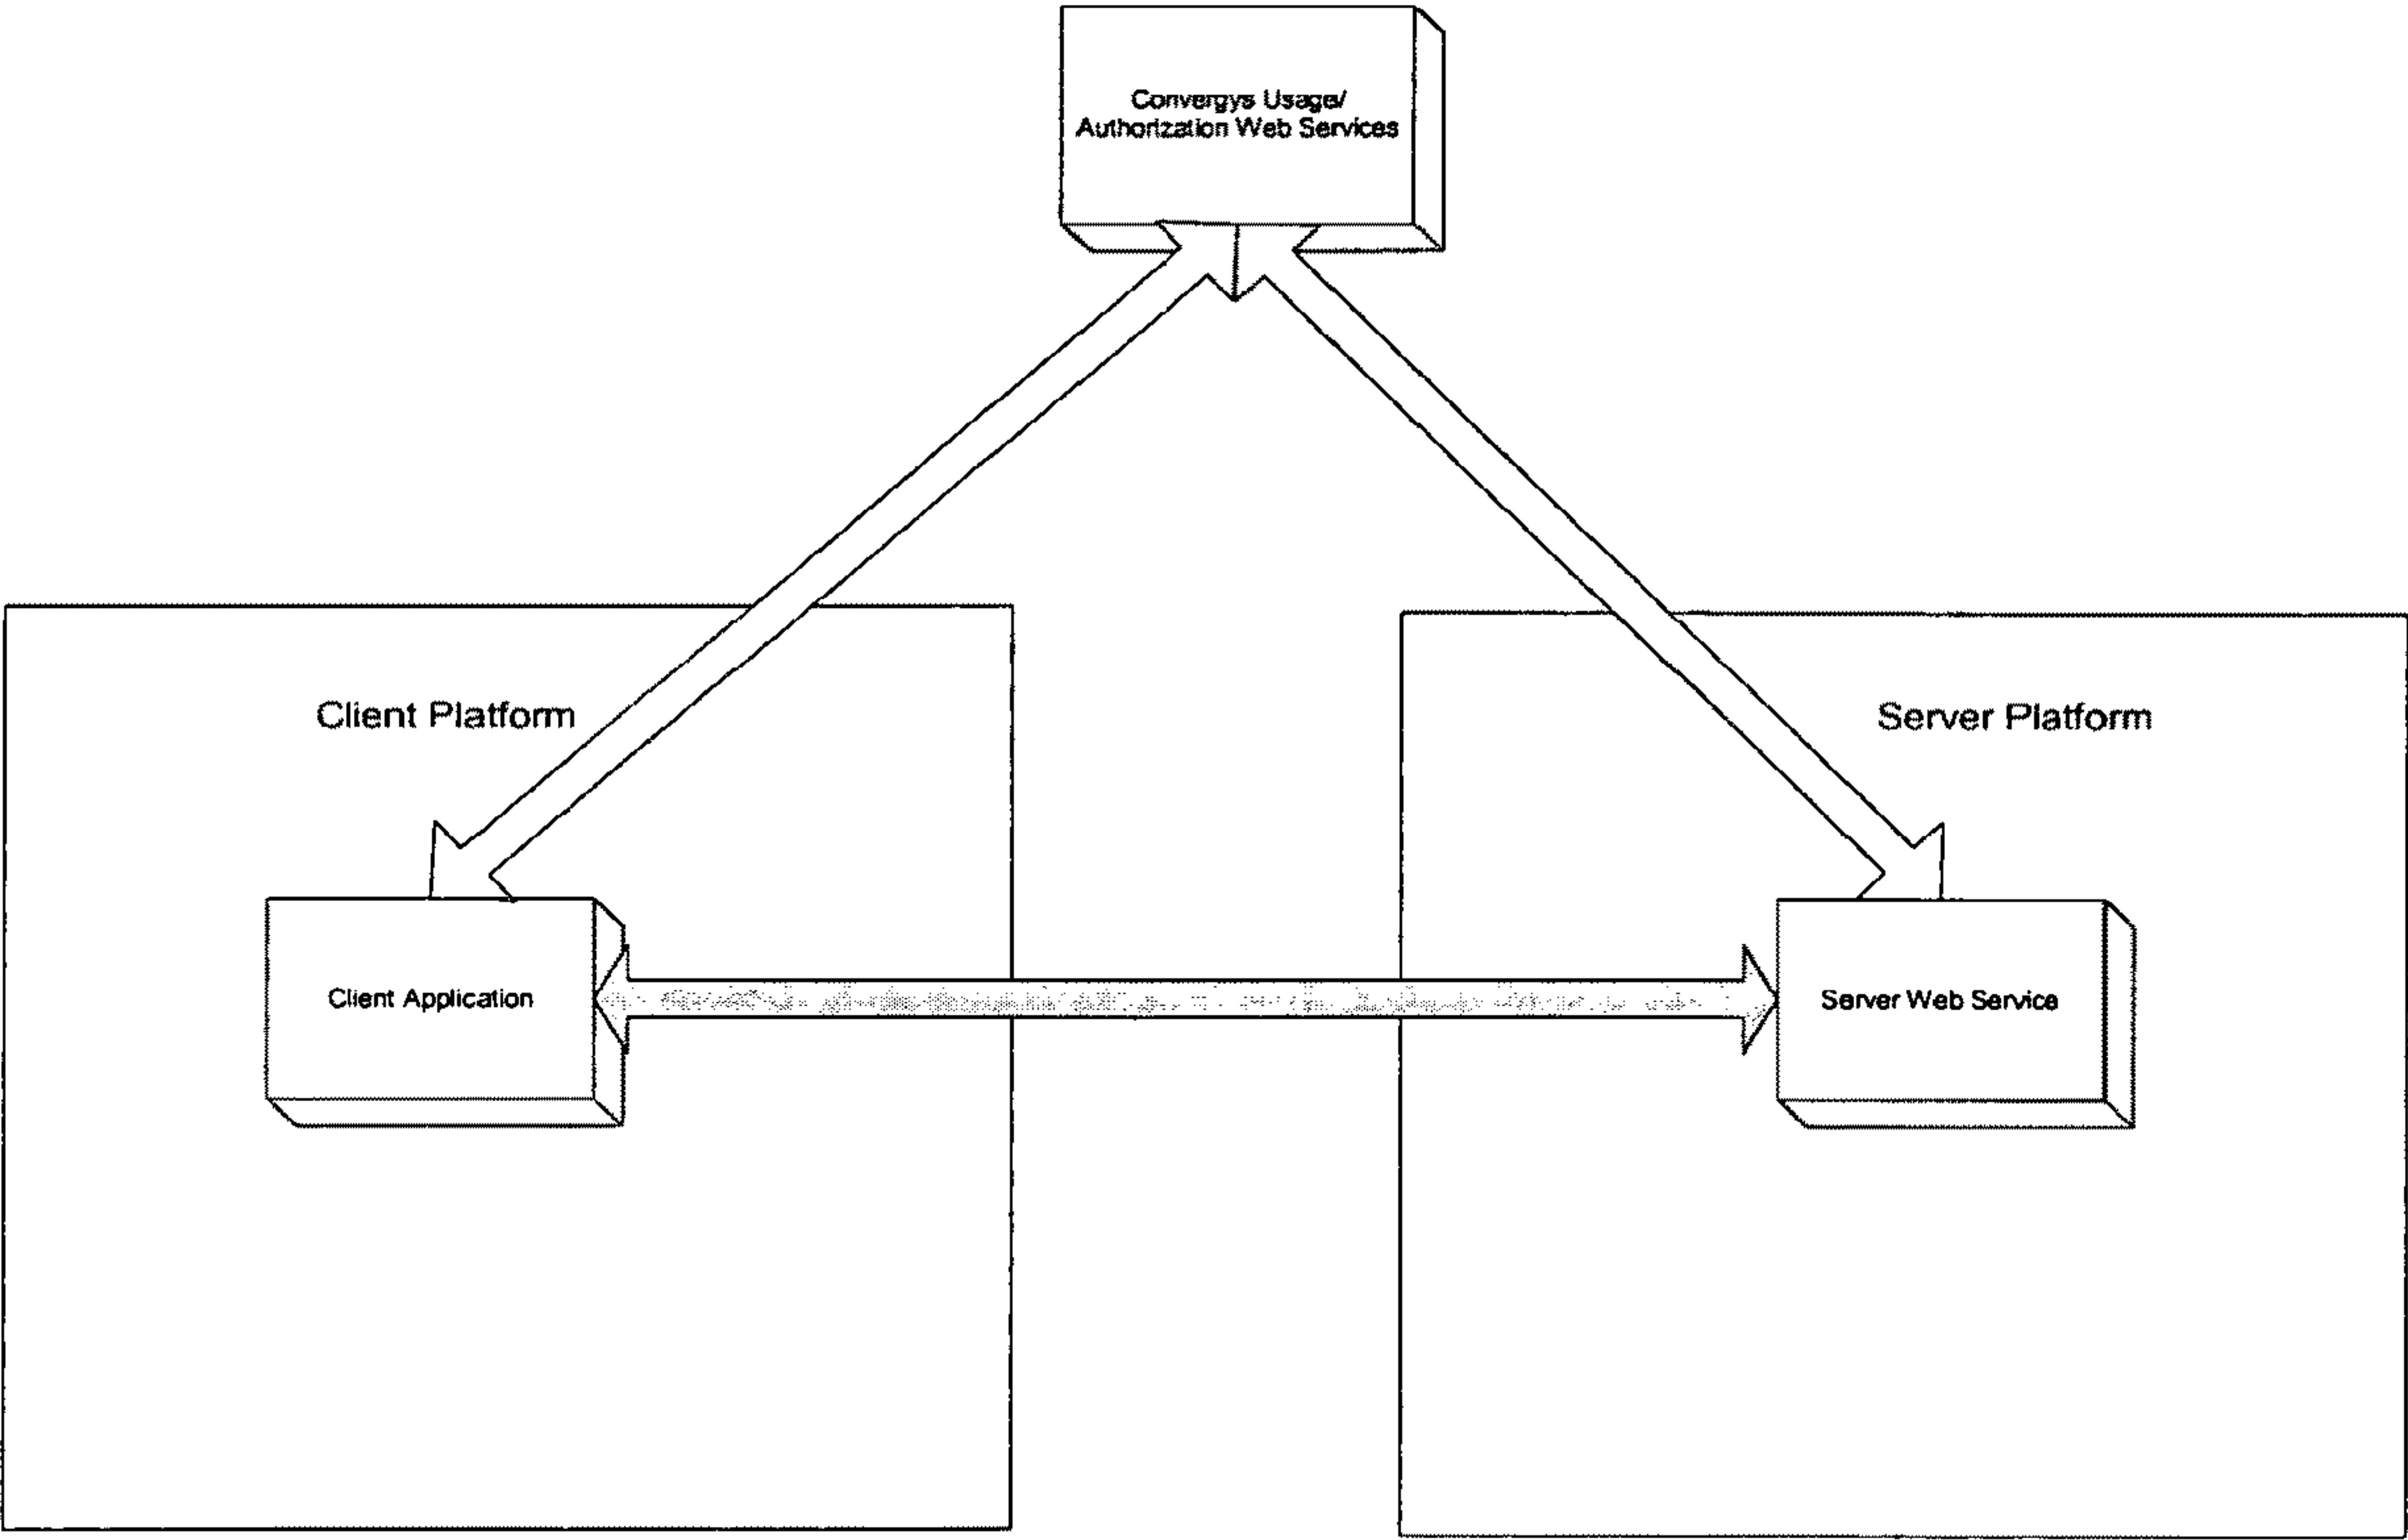 Convergys Usage/
Authorization Web Services
Client Platform
Server Platform
Client Application
Server Web Service